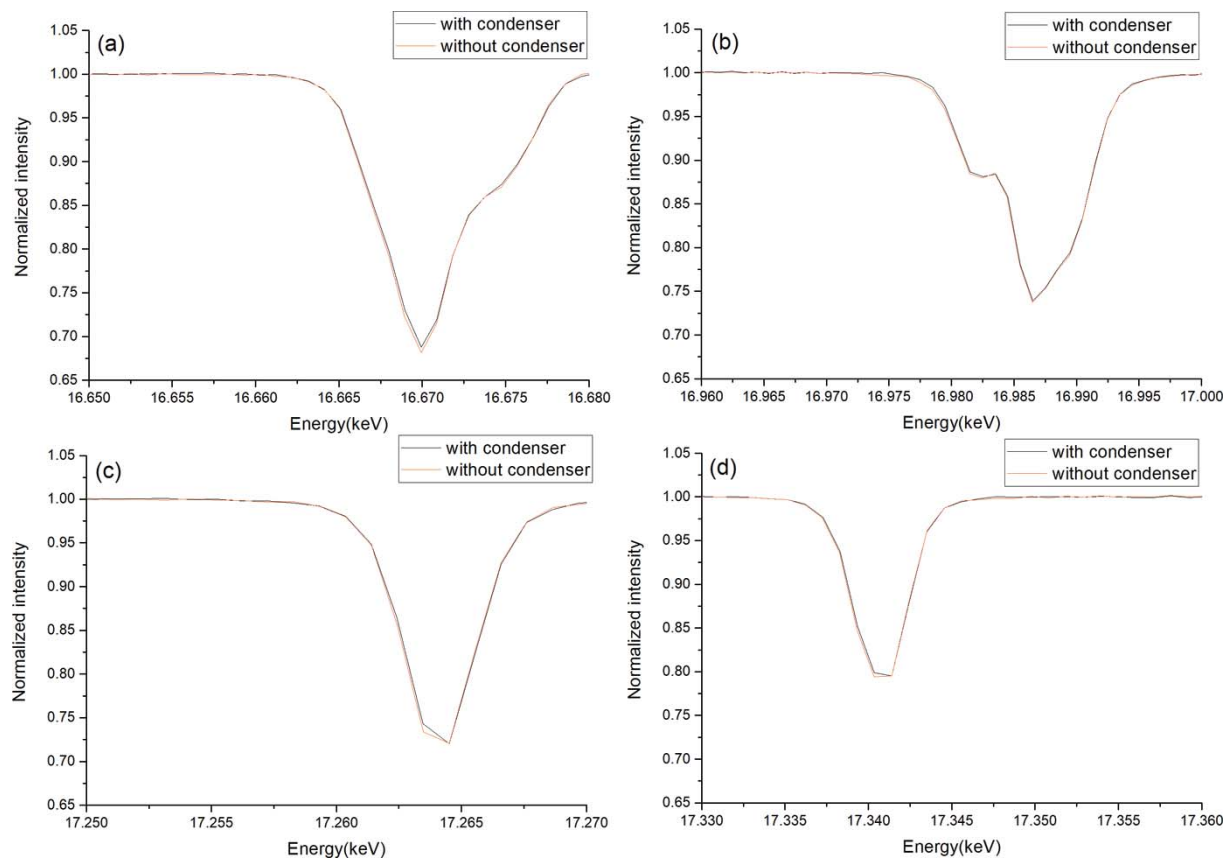 (a)
with condenser
without condenser
1.05
1.00
0.95
0.90
0.85
0.80
0.75
0.70
0.65
Normalized intensity
16.650 16.655 16.660 16.665 16.670 16.675 16.680
Energy(keV)
(b)
with condenser
without condenser
1.05
1.00
0.95
0.90
0.85
0.80
0.75
0.70
0.65
Normalized intensity
16.960 16.965 16.970 16.975 16.980 16.985 16.990 16.995 17.000
Energy(keV)
(c)
with condenser
without condenser
1.05
1.00
0.95
0.90
0.85
0.80
0.75
0.70
0.65
Normalized intensity
17.250 17.255 17.260 17.265 17.270
Energy(keV)
(d)
with condenser
without condenser
1.05
1.00
0.95
0.90
0.85
0.80
0.75
0.70
0.65
Normalized intensity
17.330 17.335 17.340 17.345 17.350 17.355 17.360
Energy(keV)